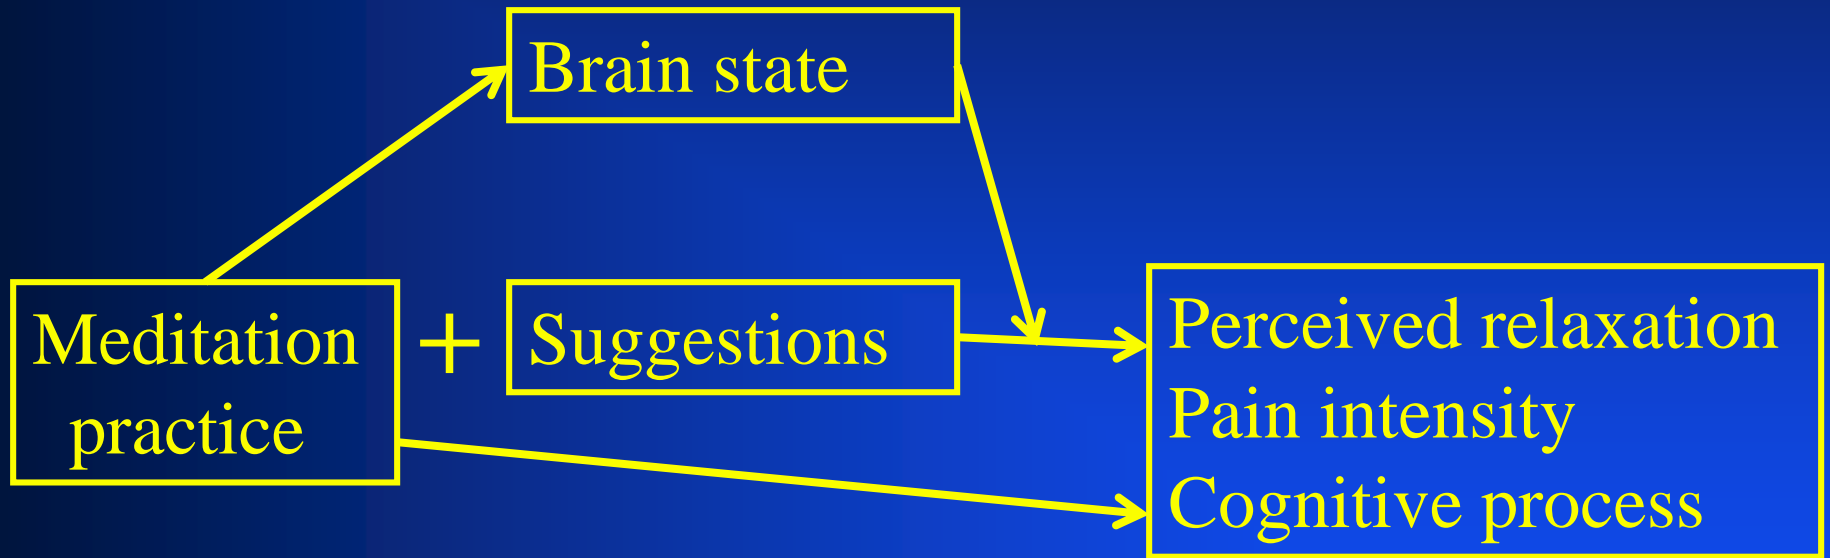 Brain state
Meditation
practice
+
Suggestions
Perceived relaxation
Pain intensity
Cognitive process